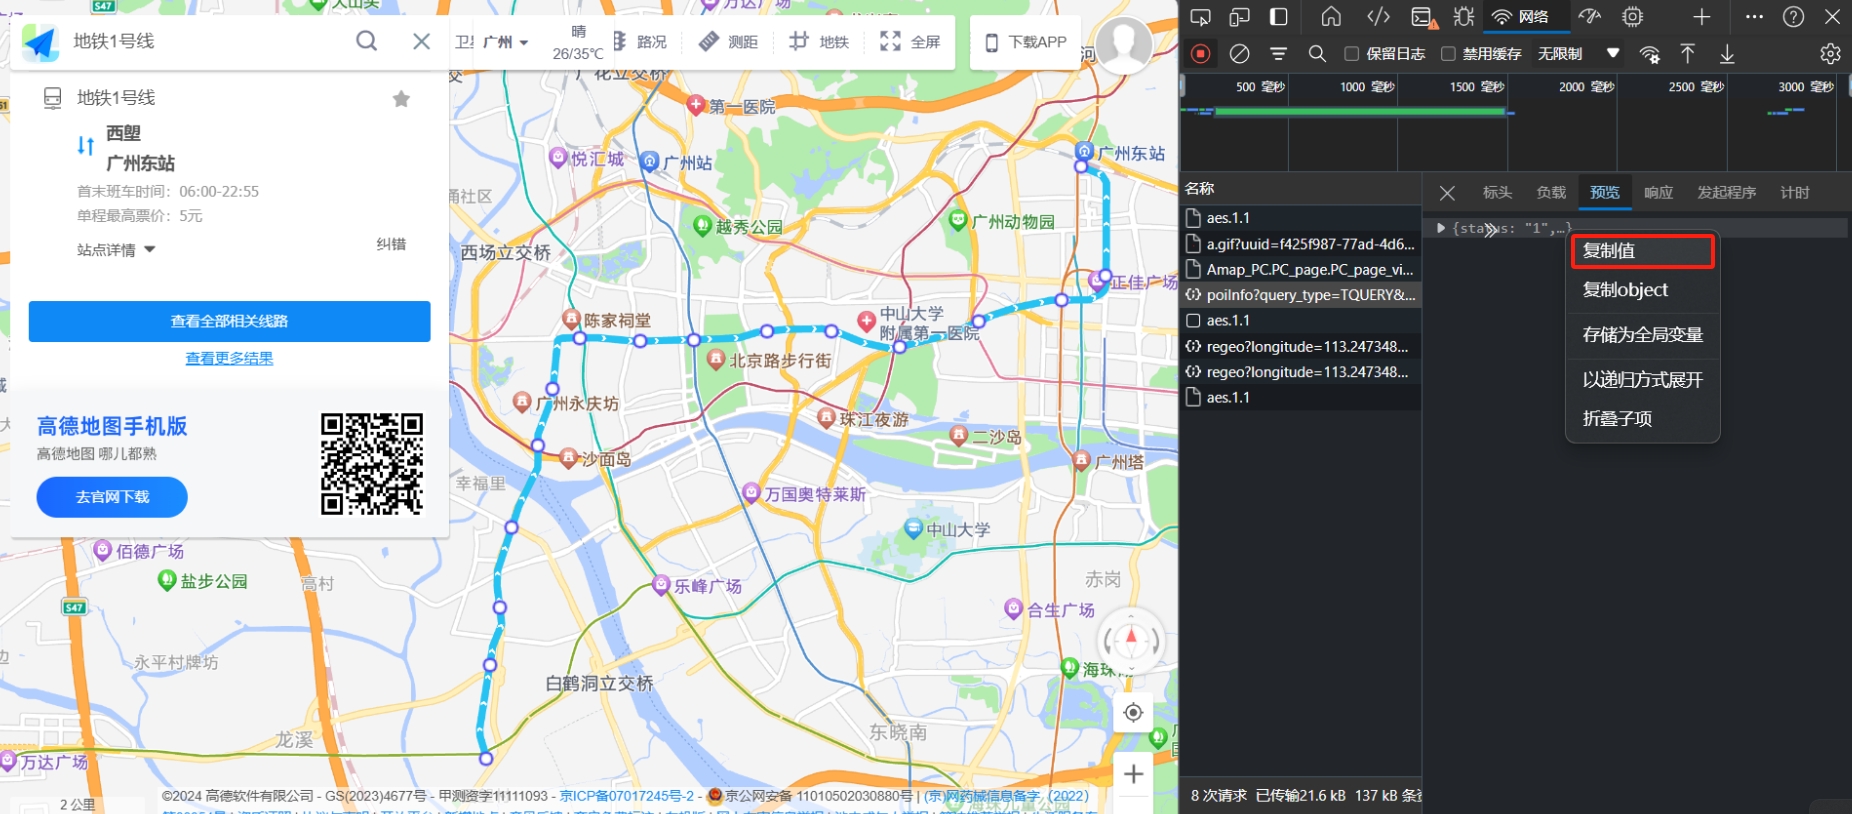 S47
地铁1号线
广州
晴
26/35℃
路况
测距
地铁
全屏
下载APP
地铁1号线
西塱
广州东站
首末班车时间：06:00-22:55
单程最高票价：5元
站点详情
纠错
查看全部相关线路
查看更多结果
高德地图手机版
高德地图 哪儿都熟
去官网下载
第一医院
悦汇城
广州站
广州东站
越秀公园
广州动物园
西场立交桥
正佳广场
陈家祠堂
中山大学
附属第一医院
北京路步行街
广州永庆坊
珠江夜游
二沙岛
沙面岛
广州塔
幸福里
万国奥特莱斯
中山大学
佰德广场
盐步公园
高村
乐峰广场
赤岗
S47
合生广场
永平村牌坊
白鹤洞立交桥
龙溪
东晓南
万达广场
2 公里
©2024 高德软件有限公司 - GS(2023)4677号 - 甲测资字11111093 - 京ICP备07017245号-2 - 京公网安备 11010502030880号 | (京)网药械信息备字（2022）
网络
保留日志
禁用缓存
无限制
500 毫秒
1000 毫秒
1500 毫秒
2000 毫秒
2500 毫秒
3000 毫秒
名称
标头
负载
预览
响应
发起程序
计时
aes.1.1
a.gif?uuid=f425f987-77ad-4d6...
Amap_PC.PC_page.PC_page_vi...
poiInfo?query_type=TQUERY&...
aes.1.1
regeo?longitude=113.247348...
regeo?longitude=113.247348...
aes.1.1
{status: "1",…}
复制值
复制object
存储为全局变量
以递归方式展开
折叠子项
8 次请求
已传输21.6 kB
137 kB 条